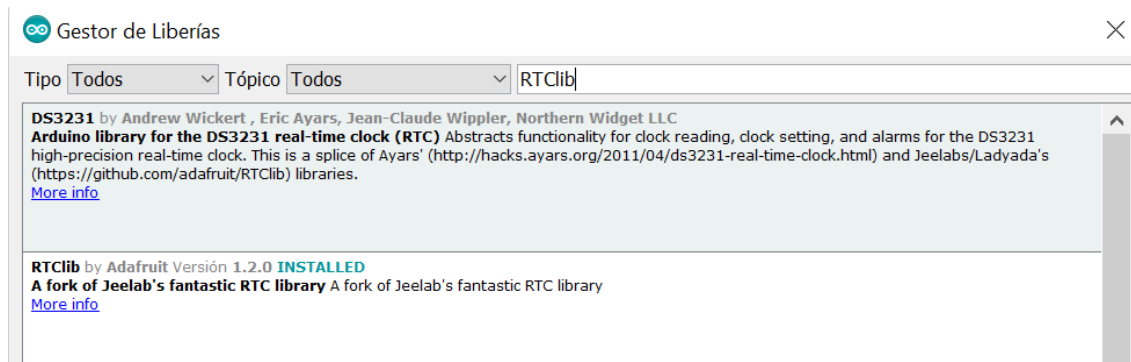 Gestor de Liberías
Tipo Todos Tópico Todos RTClib
DS3231 by Andrew Wickert , Eric Ayars, Jean-Claude Wippler, Northern Widget LLC
Arduino library for the DS3231 real-time clock (RTC) Abstracts functionality for clock reading, clock setting, and alarms for the DS3231
high-precision real-time clock. This is a splice of Ayars' (http://hacks.ayars.org/2011/04/ds3231-real-time-clock.html) and Jeelabs/Ladyada's
(https://github.com/adafruit/RTClib) libraries.
More info
RTClib by Adafruit Versión 1.2.0 INSTALLED
A fork of Jeelab's fantastic RTC library A fork of Jeelab's fantastic RTC library
More info